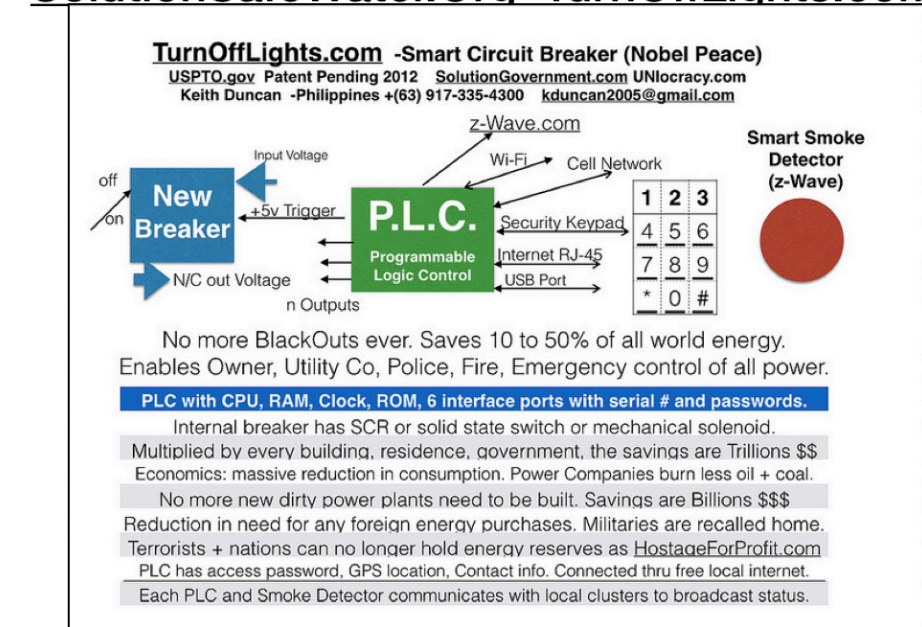 TurnOffLights.com -Smart Circuit Breaker (Nobel Peace)
USPTO.gov Patent Pending 2012 SolutionGovernment.com UNIocracy.com
Keith Duncan -Philippines +(63) 917-335-4300 kduncan2005@gmail.com
z-Wave.com
Smart Smoke
Detector
(z-Wave)
Input Voltage
Wi-Fi
Cell Network
off
on
New
Breaker
+5v Trigger
P.L.C.
Programmable
Logic Control
Security Keypad
Internet RJ-45
USB Port
1 2 3
4 5 6
7 8 9
* 0 #
N/C out Voltage
n Outputs
No more BlackOuts ever. Saves 10 to 50% of all world energy.
Enables Owner, Utility Co, Police, Fire, Emergency control of all power.
PLC with CPU, RAM, Clock, ROM, 6 interface ports with serial # and passwords.
Internal breaker has SCR or solid state switch or mechanical solenoid.
Multiplied by every building, residence, government, the savings are Trillions $$
Economics: massive reduction in consumption. Power Companies burn less oil + coal.
No more new dirty power plants need to be built. Savings are Billions $$$
Reduction in need for any foreign energy purchases. Militaries are recalled home.
Terrorists + nations can no longer hold energy reserves as HostageForProfit.com
PLC has access password, GPS location, Contact info. Connected thru free local internet.
Each PLC and Smoke Detector communicates with local clusters to broadcast status.